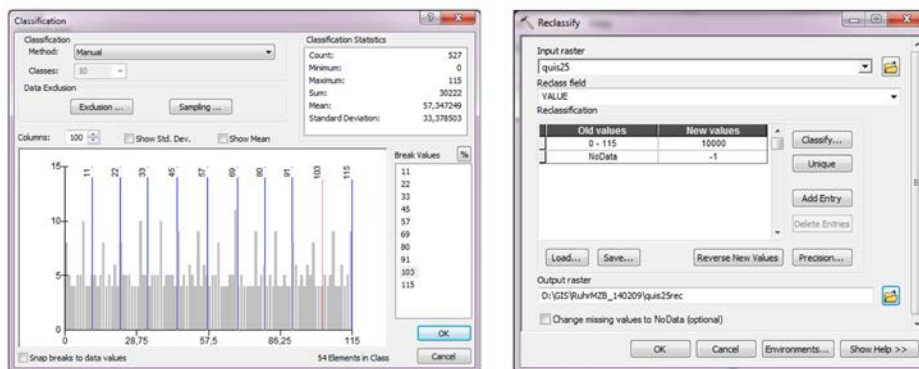 Classification
Classification
Method: Manual
Classes: 10
Data Exclusion
Exclusion ... Sampling ...
Classification Statistics
Count: 527
Minimum: 0
Maximum: 115
Sum: 30222
Mean: 57,347249
Standard Deviation: 33,378503
Columns: 100 Show Std. Dev. Show Mean
Break Values %
11
22
33
45
57
69
80
91
103
115
15
10
5
0
11 22 33 45 57 69 80 91 103 115
0 28,75 57,5 86,25 115
Snap breaks to data values 54 Elements in Class
OK
Cancel
Reclassify
Input raster
quis25
Reclass field
VALUE
Reclassification
Old values New values
0 - 115 10000
NoData -1
Classify...
Unique
Add Entry
Delete Entries
Load... Save... Reverse New Values Precision...
Output raster
D:\GIS\RuhrMZB_140209\quis25rec
Change missing values to NoData (optional)
OK Cancel Environments... Show Help >>